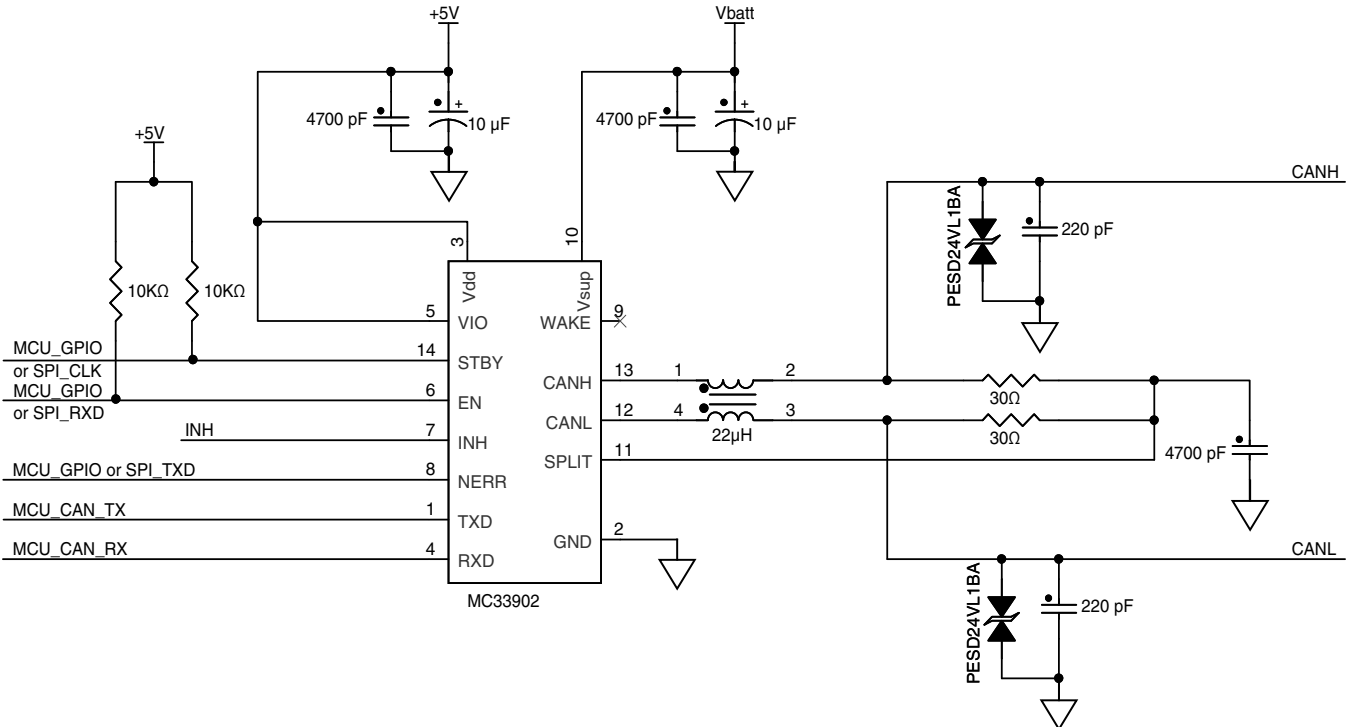 +5V
Vbatt
4700 pF
+
10 µF
4700 pF
+
10 µF
+5V
CANH
PESD24VL1BA
220 pF
3
10
Vdd
Vsup
10KΩ
10KΩ
5
VIO
WAKE
9
MCU_GPIO
or SPI_CLK
14
STBY
MCU_GPIO
or SPI_RXD
6
EN
CANH
13
1
2
30Ω
CANL
12
4
3
22µH
30Ω
INH
7
INH
SPLIT
11
4700 pF
MCU_GPIO or SPI_TXD
8
NERR
MCU_CAN_TX
1
TXD
GND
2
MCU_CAN_RX
4
RXD
CANL
MC33902
PESD24VL1BA
220 pF